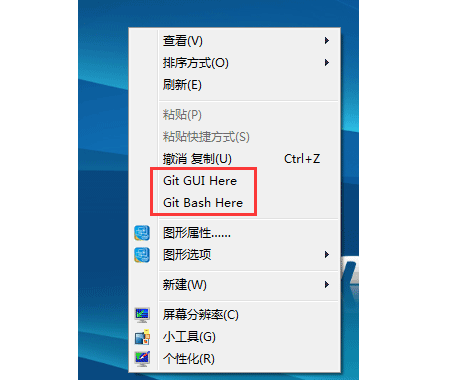 查看(V)
排序方式(O)
刷新(E)
粘贴(P)
粘贴快捷方式(S)
撤消 复制(U) Ctrl+Z
Git GUI Here
Git Bash Here
图形属性......
图形选项
新建(W)
屏幕分辨率(C)
小工具(G)
个性化(R)